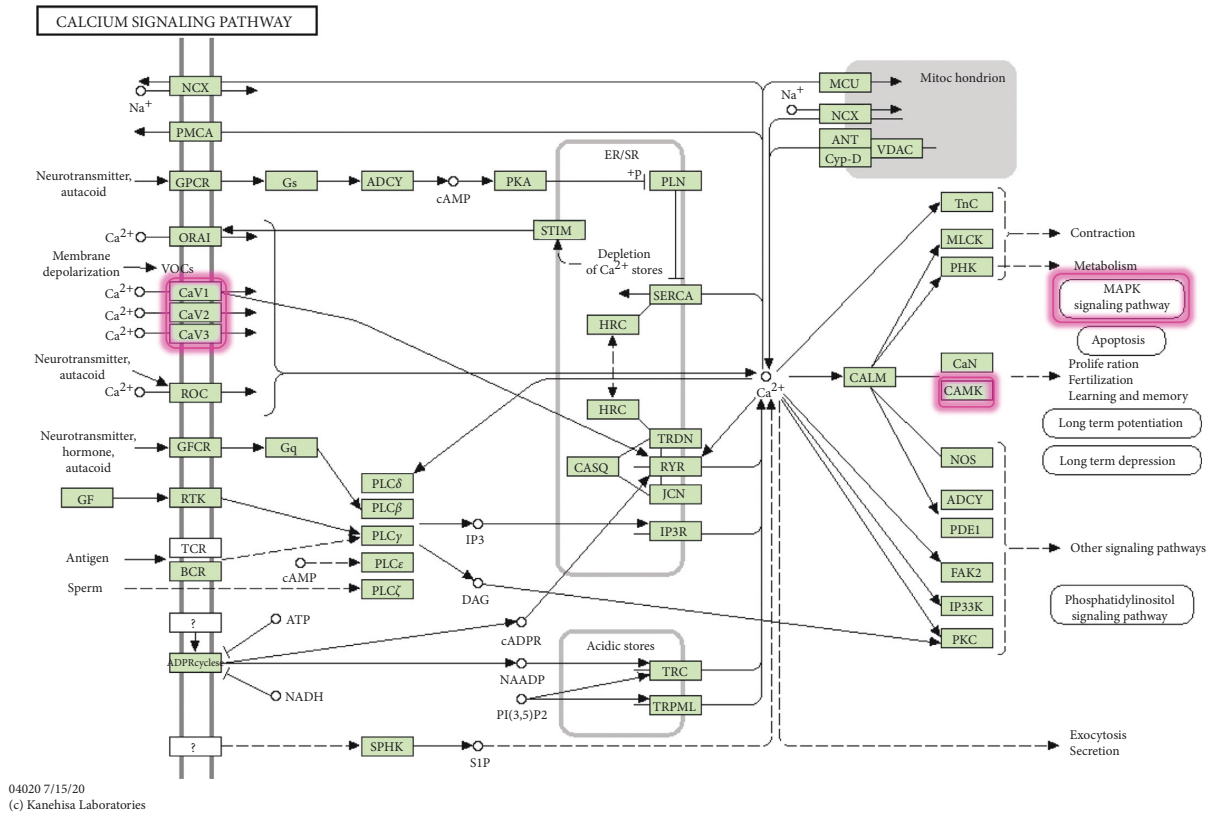 CALCIUM SIGNALING PATHWAY
NCX
Na+
PMCA
Neurotransmitter,
autacoid
GPCR
Gs
ADCY
cAMP
PKA
+p
ER/SR
PLN
Ca2+
ORAI
STIM
Membrane
depolarization
VOCs
Depletion
of Ca2+ stores
Ca2+
CaV1
Ca2+
CaV2
Ca2+
CaV3
SERCA
HRC
Neurotransmitter,
autacoid
Ca2+
ROC
HRC
Neurotransmitter,
hormone,
autacoid
GFCR
Gq
TRDN
CASQ
RYR
JCN
GF
RTK
PLCδ
PLCβ
PLCγ
PLCε
PLCζ
IP3
IP3R
Antigen
TCR
BCR
cAMP
Sperm
DAG
?
ATP
cADPR
ADPRcyclese
NADH
NAADP
PI(3,5)P2
Acidic stores
TRC
TRPML
?
SPHK
S1P
Mitoc hondrion
MCU
Na+
NCX
ANT
Cyp-D
VDAC
Ca2+
CALM
TnC
MLCK
PHK
Contraction
Metabolism
MAPK
signaling pathway
Apoptosis
CaN
CAMK
Prolife ration
Fertilization
Learning and memory
Long term potentiation
Long term depression
NOS
ADCY
PDE1
FAK2
IP33K
PKC
Other signaling pathways
Phosphatidylinositol
signaling pathway
Exocytosis
Secretion
04020 7/15/20
(c) Kanehisa Laboratories